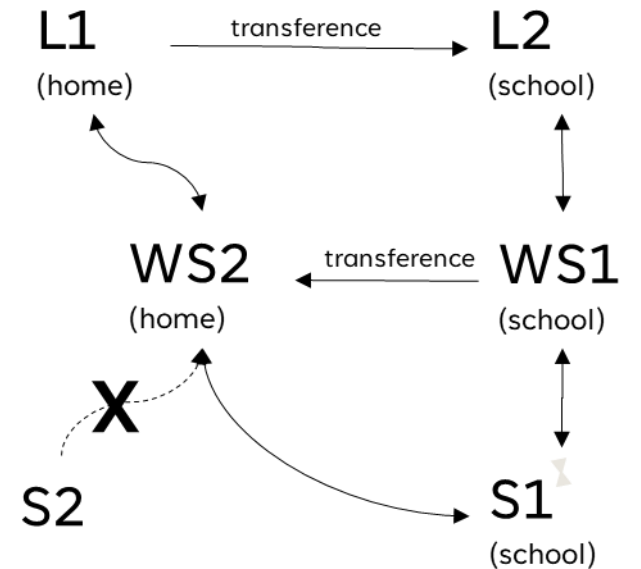 L1
transference
L2
(home)
(school)
WS2
transference
WS1
(home)
(school)
X
S2
S1
(school)